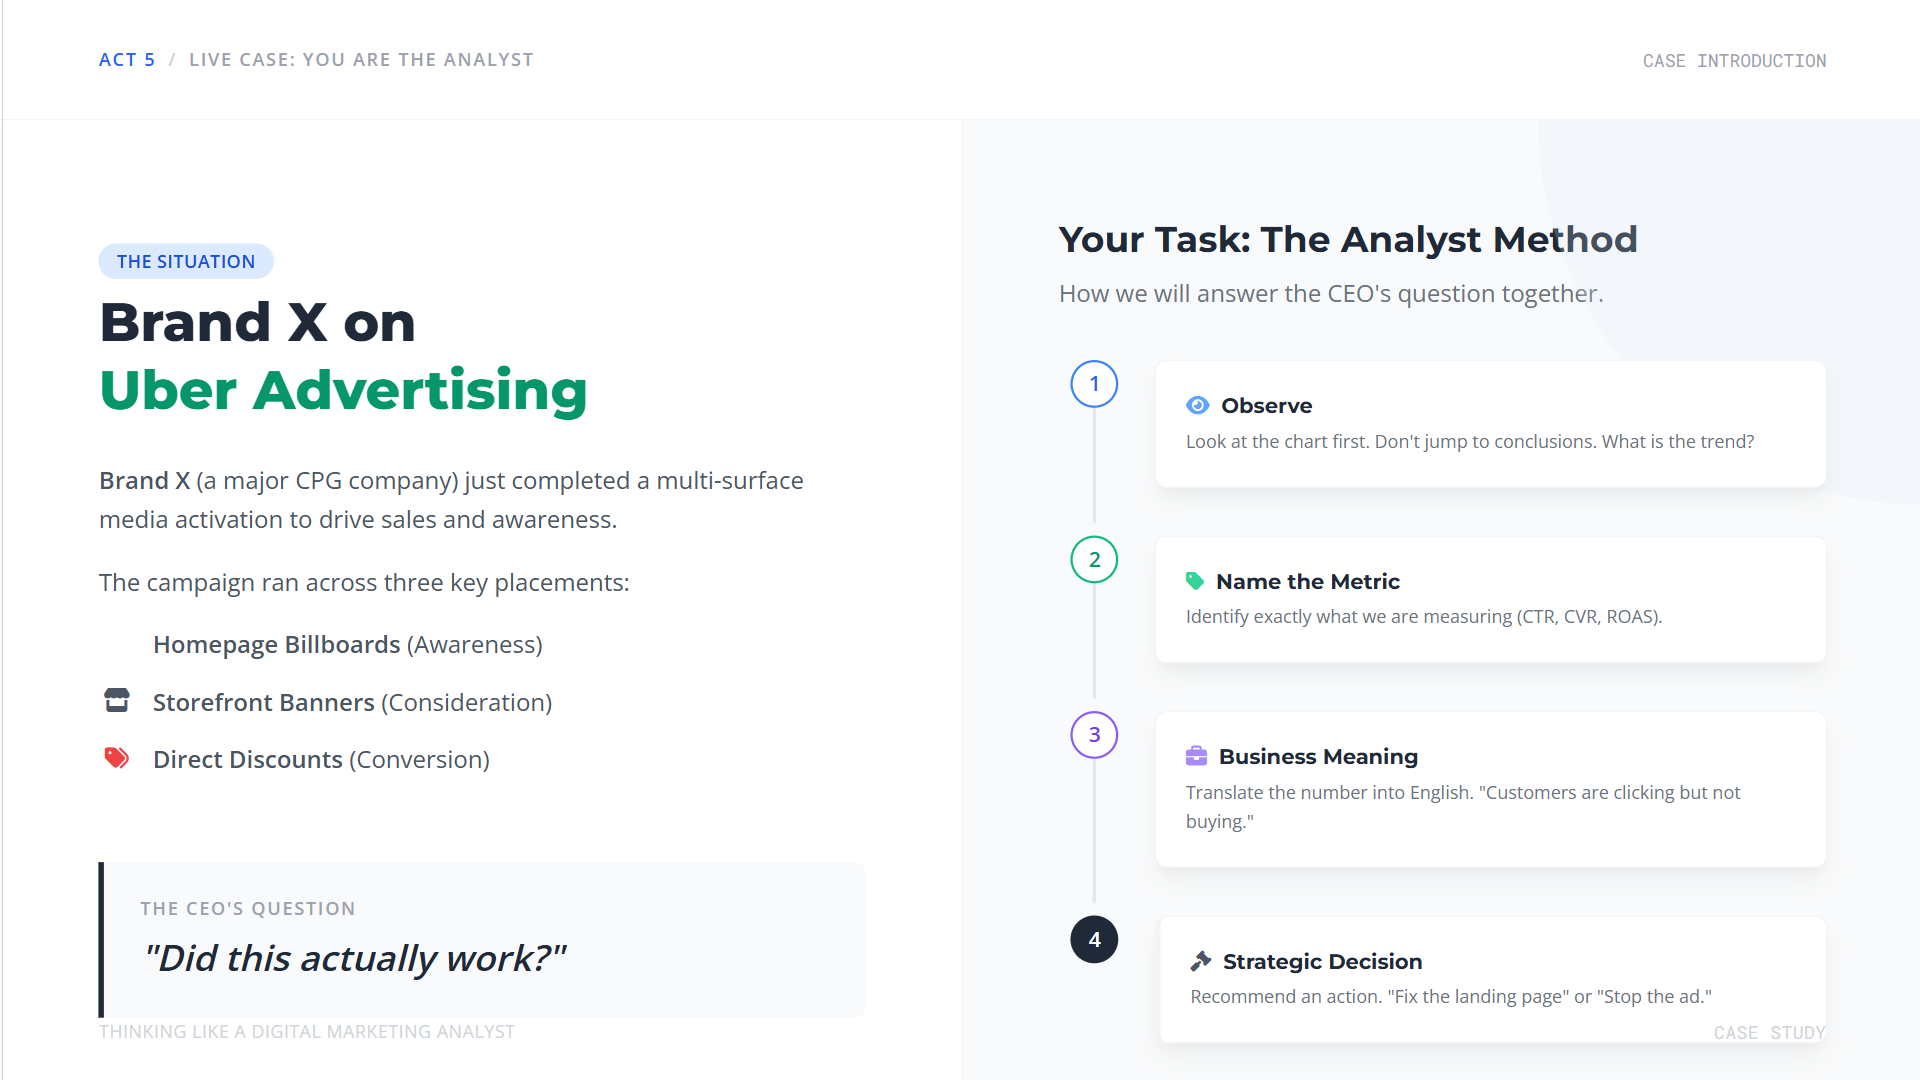 ACT 5 / LIVE CASE: YOU ARE THE ANALYST
CASE INTRODUCTION
THE SITUATION
Brand X on
Uber Advertising
Brand X (a major CPG company) just completed a multi-surface
media activation to drive sales and awareness.
The campaign ran across three key placements:
Homepage Billboards (Awareness)
Storefront Banners (Consideration)
Direct Discounts (Conversion)
THE CEO'S QUESTION
"Did this actually work?"
THINKING LIKE A DIGITAL MARKETING ANALYST
Your Task: The Analyst Method
How we will answer the CEO's question together.
1
Observe
Look at the chart first. Don't jump to conclusions. What is the trend?
2
Name the Metric
Identify exactly what we are measuring (CTR, CVR, ROAS).
3
Business Meaning
Translate the number into English. "Customers are clicking but not
buying."
4
Strategic Decision
Recommend an action. "Fix the landing page" or "Stop the ad."
CASE STUDY